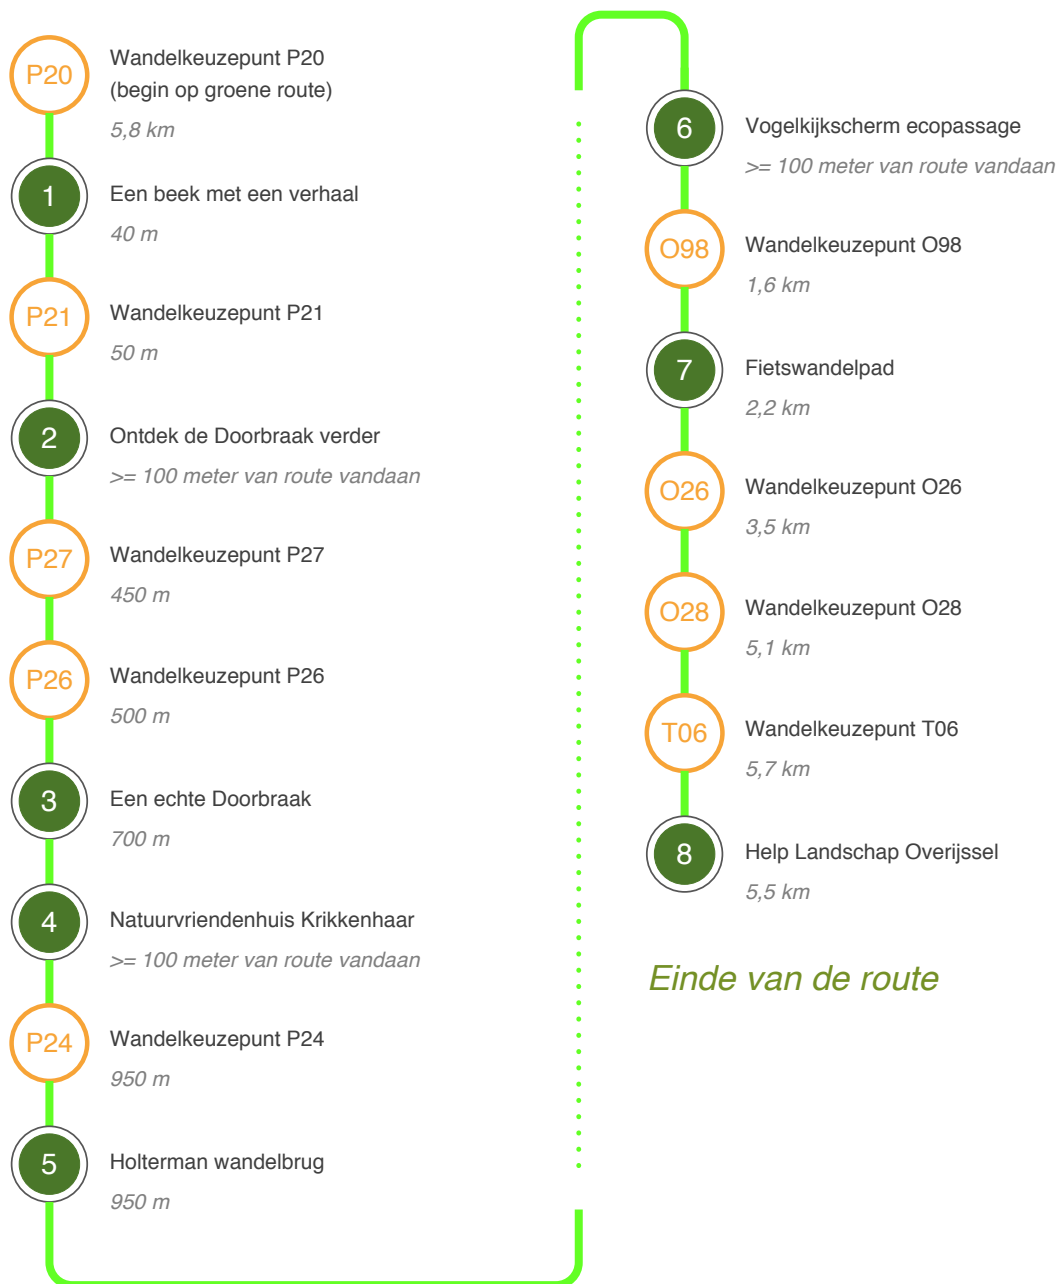 P20
Wandelkeuzepunt P20
(begin op groene route)
5,8 km
1
Een beek met een verhaal
40 m
P21
Wandelkeuzepunt P21
50 m
2
Ontdek de Doorbraak verder
>= 100 meter van route vandaan
P27
Wandelkeuzepunt P27
450 m
P26
Wandelkeuzepunt P26
500 m
3
Een echte Doorbraak
700 m
4
Natuurvriendenhuis Krikkenhaar
>= 100 meter van route vandaan
P24
Wandelkeuzepunt P24
950 m
5
Holterman wandelbrug
950 m
6
Vogelkijkscherm ecopassage
>= 100 meter van route vandaan
O98
Wandelkeuzepunt O98
1,6 km
7
Fietswandelpad
2,2 km
O26
Wandelkeuzepunt O26
3,5 km
O28
Wandelkeuzepunt O28
5,1 km
T06
Wandelkeuzepunt T06
5,7 km
8
Help Landschap Overijssel
5,5 km
Einde van de route